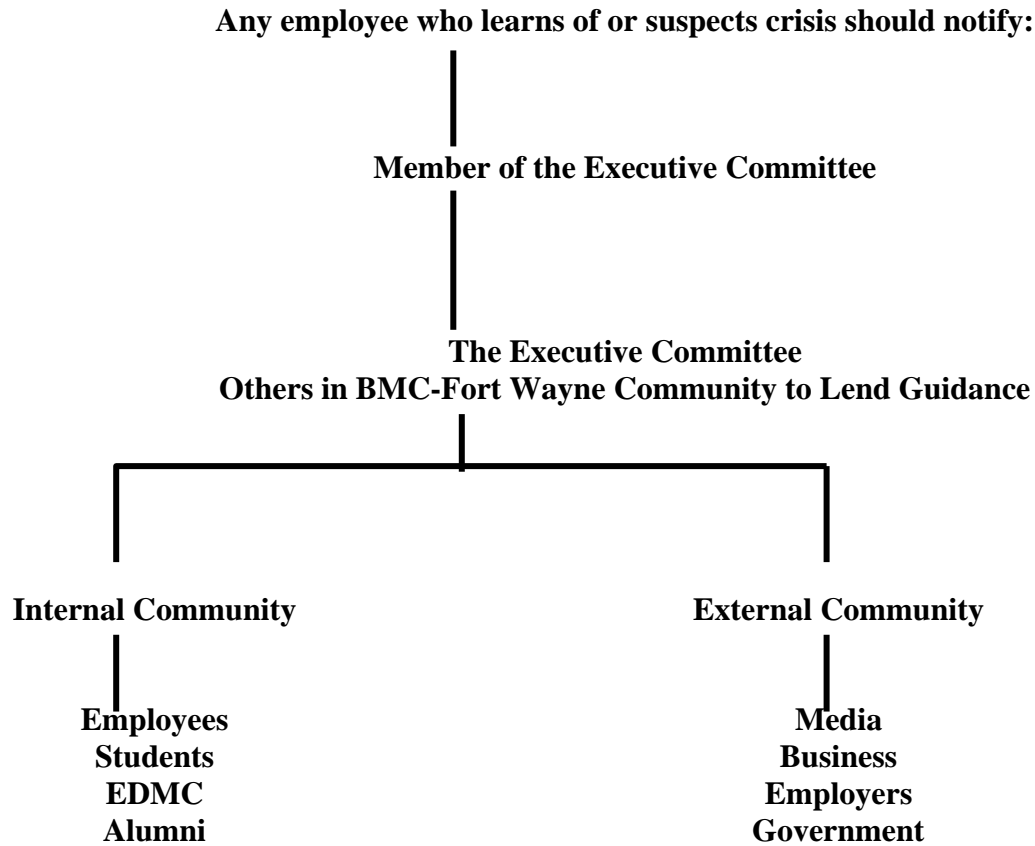 Any employee who learns of or suspects crisis should notify:
Member of the Executive Committee
The Executive Committee
Others in BMC-Fort Wayne Community to Lend Guidance
Internal Community
External Community
Employees
Students
EDMC
Alumni
Media
Business
Employers
Government